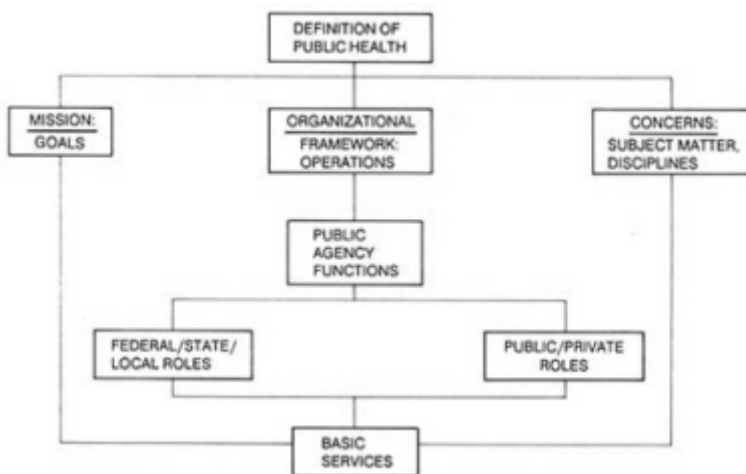 DEFINITION OF
PUBLIC HEALTH
MISSION:
GOALS
ORGANIZATIONAL
FRAMEWORK:
OPERATIONS
CONCERNS:
SUBJECT MATTER,
DISCIPLINES
PUBLIC
AGENCY
FUNCTIONS
FEDERAL/STATE/
LOCAL ROLES
PUBLIC/PRIVATE
ROLES
BASIC
SERVICES